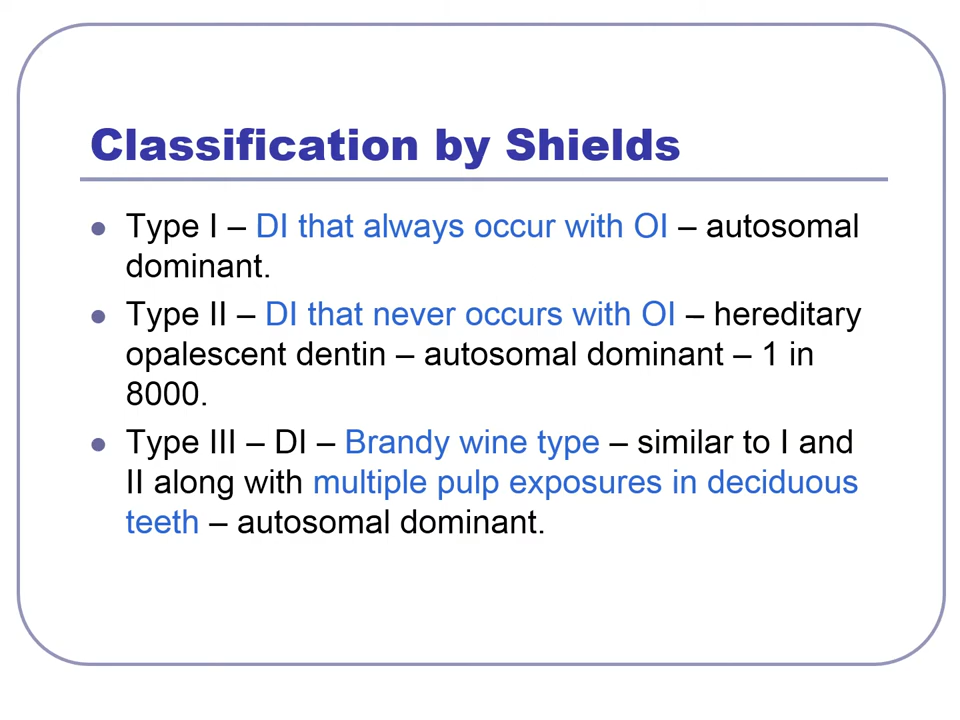 Classification by Shields
Type I – DI that always occur with OI – autosomal
dominant.
Type II – DI that never occurs with OI – hereditary
opalescent dentin – autosomal dominant – 1 in
8000.
Type III – DI – Brandy wine type – similar to I and
II along with multiple pulp exposures in deciduous
teeth – autosomal dominant.